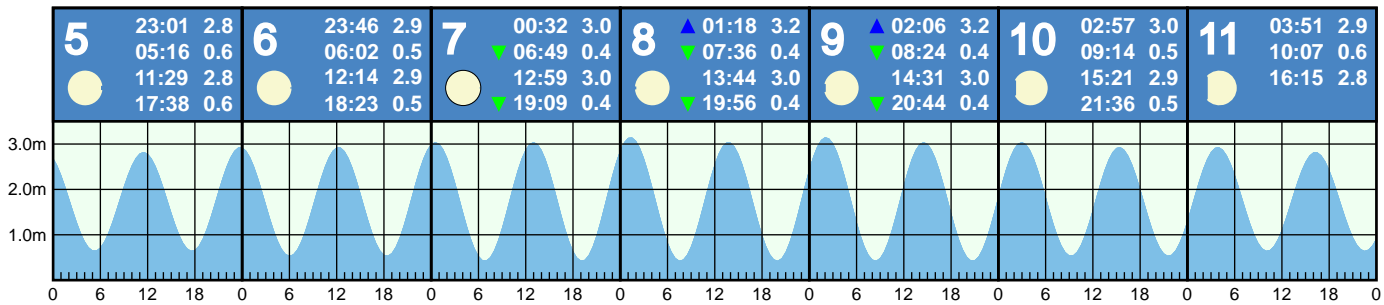 5 23:01 2.8 6 23:46 2.9 7 00:32 3.0 8 ▲ 01:18 3.2 9 ▲ 02:06 3.2 10 02:57 3.0 11 03:51 2.9
05:16 0.6 06:02 0.5 ▼ 06:49 0.4 ▼ 07:36 0.4 ▼ 08:24 0.4 09:14 0.5 10:07 0.6
11:29 2.8 12:14 2.9 12:59 3.0 13:44 3.0 14:31 3.0 15:21 2.9 16:15 2.8
17:38 0.6 18:23 0.5 ▼ 19:09 0.4 ▼ 19:56 0.4 ▼ 20:44 0.4 21:36 0.5
3.0m
2.0m
1.0m
0 6 12 18 0 6 12 18 0 6 12 18 0 6 12 18 0 6 12 18 0 6 12 18 0 6 12 18 0